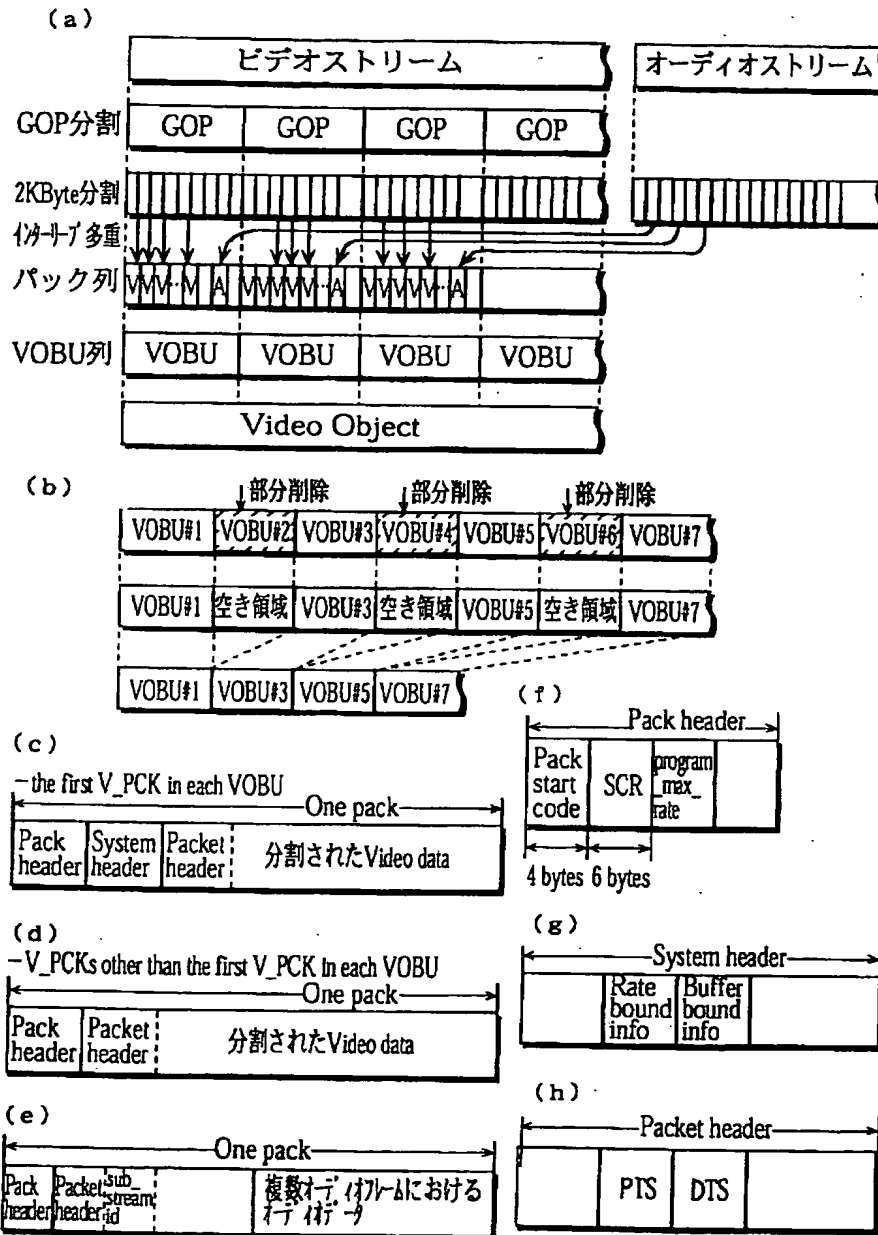 (a)
ビデオストリーム
オーディオストリーム
GOP分割
GOP GOP GOP GOP
2KByte分割
インターリーブ多重
パック列
VVV…V A VVVVV…A VVVVV…A
VOBU列
VOBU VOBU VOBU VOBU
Video Object
(b)
部分削除 部分削除 部分削除
VOBU#1 VOBU#2 VOBU#3 VOBU#4 VOBU#5 VOBU#6 VOBU#7
VOBU#1 空き領域 VOBU#3 空き領域 VOBU#5 空き領域 VOBU#7
VOBU#1 VOBU#3 VOBU#5 VOBU#7
(c)
-the first V_PCK in each VOBU
One pack
Pack header
System header
Packet header
分割されたVideo data
(d)
-V_PCKs other than the first V_PCK in each VOBU
One pack
Pack header
Packet header
分割されたVideo data
(e)
One pack
Pack header
Packet header
sub_
stream
id
複数オーディオフレームにおける
オーディオデータ
(f)
Pack header
Pack
start
code
SCR
program
_max_
rate
4 bytes 6 bytes
(g)
System header
Rate
bound
info
Buffer
bound
info
(h)
Packet header
PTS DTS